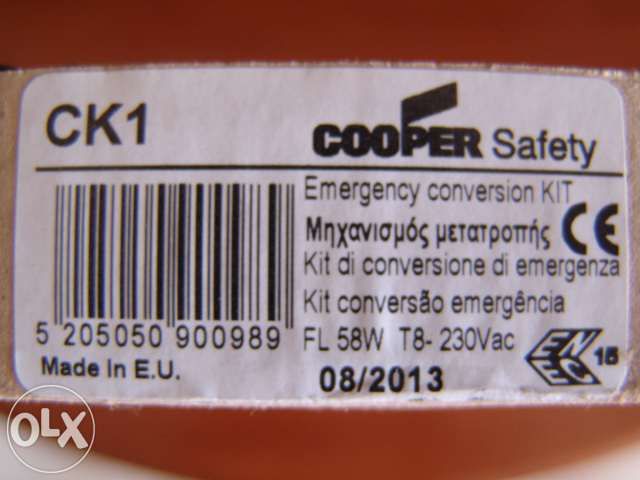 CK1
COOPER Safety
Emergency conversion KIT
Μηχανισμός μετατροπής
CE
Kit di conversione di emergenza
Kit conversão emergência
FL 58W T8- 230Vac
5 205050 900989
Made in E.U.
08/2013
ENEC 15
OLX